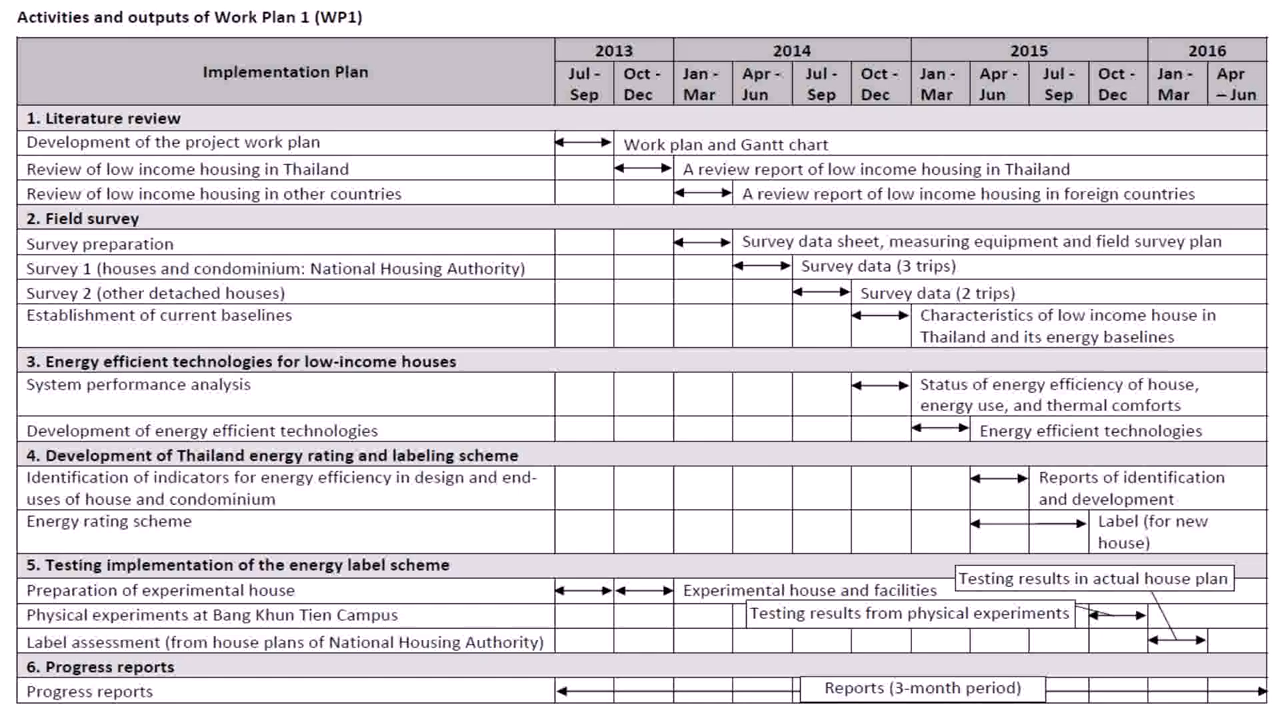 Activities and outputs of Work Plan 1 (WP1)
Implementation Plan
2013
2014
2015
2016
Jul -
Sep
Oct -
Dec
Jan -
Mar
Apr -
Jun
Jul -
Sep
Oct -
Dec
Jan -
Mar
Apr -
Jun
Jul -
Sep
Oct -
Dec
Jan -
Mar
Apr
– Jun
1. Literature review
Development of the project work plan
Work plan and Gantt chart
Review of low income housing in Thailand
A review report of low income housing in Thailand
Review of low income housing in other countries
A review report of low income housing in foreign countries
2. Field survey
Survey preparation
Survey data sheet, measuring equipment and field survey plan
Survey 1 (houses and condominium: National Housing Authority)
Survey data (3 trips)
Survey 2 (other detached houses)
Survey data (2 trips)
Establishment of current baselines
Characteristics of low income house in
Thailand and its energy baselines
3. Energy efficient technologies for low-income houses
System performance analysis
Status of energy efficiency of house,
energy use, and thermal comforts
Development of energy efficient technologies
Energy efficient technologies
4. Development of Thailand energy rating and labeling scheme
Identification of indicators for energy efficiency in design and end-
uses of house and condominium
Reports of identification
and development
Energy rating scheme
Label (for new
house)
5. Testing implementation of the energy label scheme
Testing results in actual house plan
Preparation of experimental house
Experimental house and facilities
Physical experiments at Bang Khun Tien Campus
Testing results from physical experiments
Label assessment (from house plans of National Housing Authority)
6. Progress reports
Progress reports
Reports (3-month period)